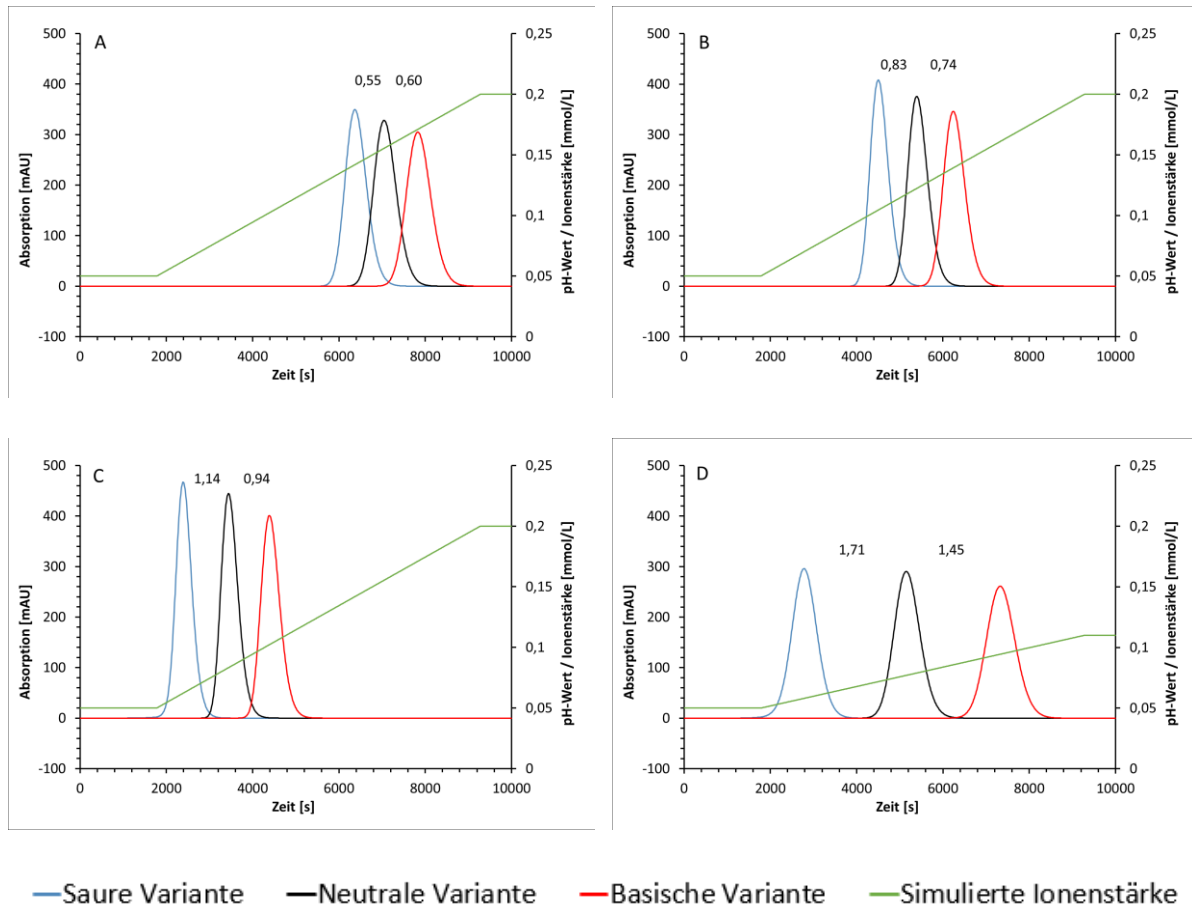 A
0,55 0,60
500
400
300
200
100
0
-100
Absorption [mAU]
0,25
0,2
0,15
0,1
0,05
0
pH-Wert / Ionenstärke [mmol/L]
0 2000 4000 6000 8000 10000
Zeit [s]
B
0,83 0,74
500
400
300
200
100
0
-100
Absorption [mAU]
0,25
0,2
0,15
0,1
0,05
0
pH-Wert / Ionenstärke [mmol/L]
0 2000 4000 6000 8000 10000
Zeit [s]
C
1,14 0,94
500
400
300
200
100
0
-100
Absorption [mAU]
0,25
0,2
0,15
0,1
0,05
0
pH-Wert / Ionenstärke [mmol/L]
0 2000 4000 6000 8000 10000
Zeit [s]
D
1,71 1,45
500
400
300
200
100
0
-100
Absorption [mAU]
0,25
0,2
0,15
0,1
0,05
0
pH-Wert / Ionenstärke [mmol/L]
0 2000 4000 6000 8000 10000
Zeit [s]
Saure Variante Neutrale Variante Basische Variante Simulierte Ionenstärke